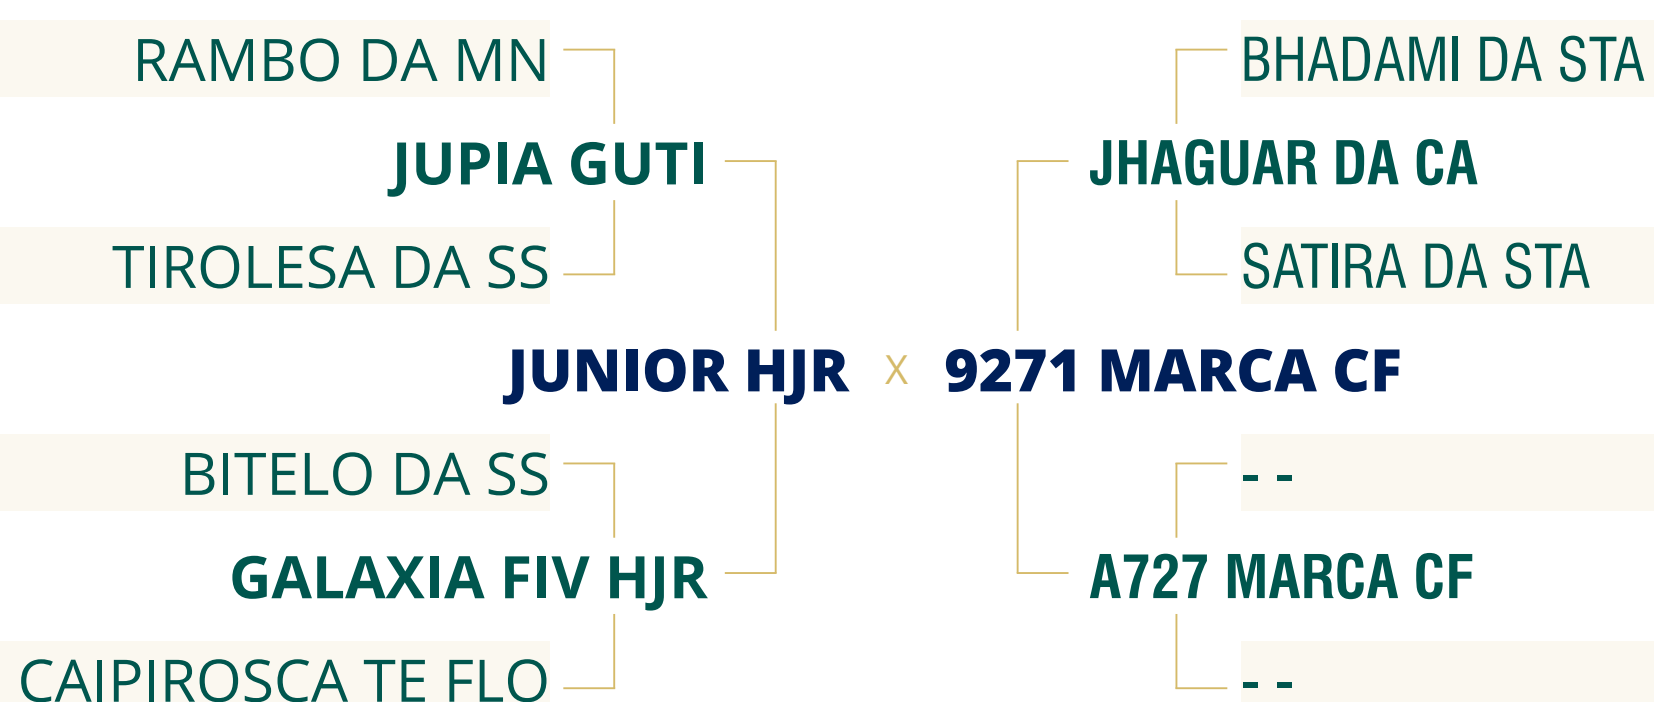 RAMBO DA MN
BHADAMI DA STA
JUPIA GUTI
JHAGUAR DA CA
TIROLESA DA SS
SATIRA DA STA
JUNIOR HJR X 9271 MARCA CF
BITELO DA SS
- -
GALAXIA FIV HJR
A727 MARCA CF
CAIPIROSCA TE FLO
- -